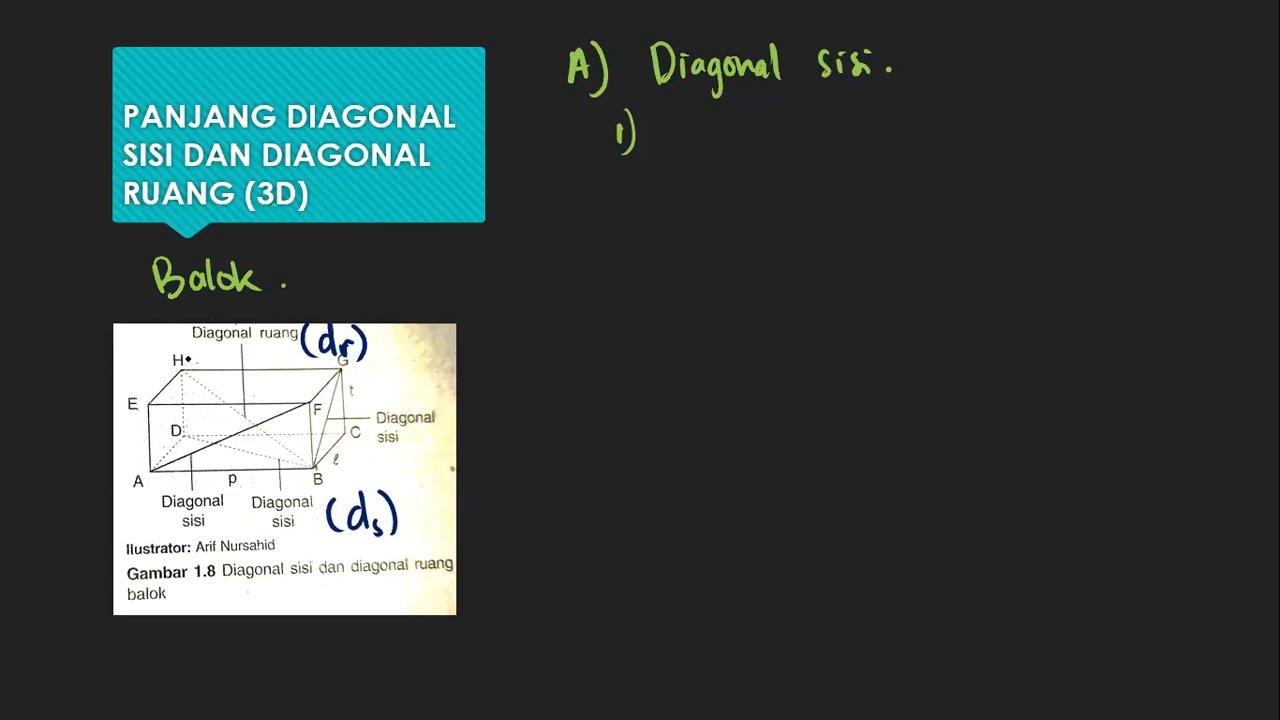 PANJANG DIAGONAL
SISI DAN DIAGONAL
RUANG (3D)
A) Diagonal sisi.
1)
Balok.
Diagonal ruang (dr)
H
G
E
F
t
Diagonal
sisi
D
C
l
A
p
B
Diagonal
sisi
Diagonal
sisi
(ds)
Ilustrator: Arif Nursahid
Gambar 1.8 Diagonal sisi dan diagonal ruang
balok